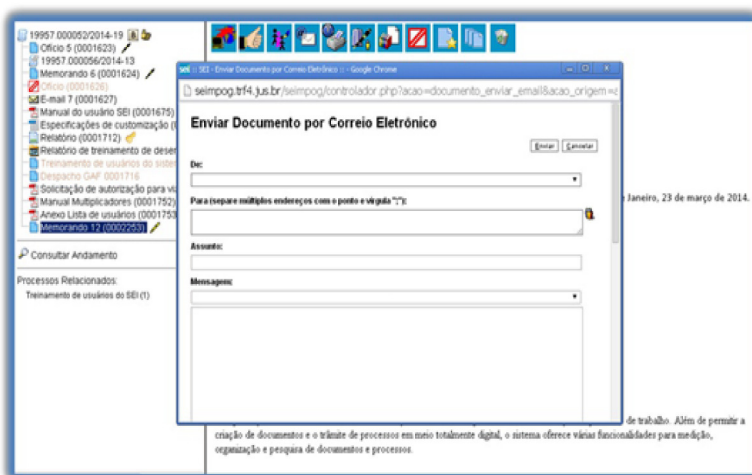 19957.000052/2014-19
Ofício 5 (0001623)
19957.000056/2014-13
Memorando 6 (0001624)
Ofício (0001626)
E-mail 7 (0001627)
Manual do usuário SEI (0001675)
Especificações de customização (
Relatório (0001712)
Relatório de treinamento de deser
Treinamento de usuários do sister
Despacho GAF 0001716
Solicitação de autorização para vi
Manual Multiplicadores (0001752)
Anexo Lista de usuários (0001753
Memorando 12 (0002253)
Consultar Andamento
Processos Relacionados:
Treinamento de usuários do SEI (1)
sei :: SEI - Enviar Documento por Correio Eletrônico :: - Google Chrome
seimpog.trf4.jus.br/seimpog/controlador.php?acao=documento_enviar_email&acao_origem=a
Enviar Documento por Correio Eletrônico
Enviar Cancelar
De:
Para (separe múltiplos endereços com o ponto e vírgula ";"):
Assunto:
Mensagem:
Janeiro, 23 de março de 2014.
de trabalho. Além de permitir a
criação de documentos e o trâmite de processos em meio totalmente digital, o sistema oferece várias funcionalidades para medição,
organização e pesquisa de documentos e processos.